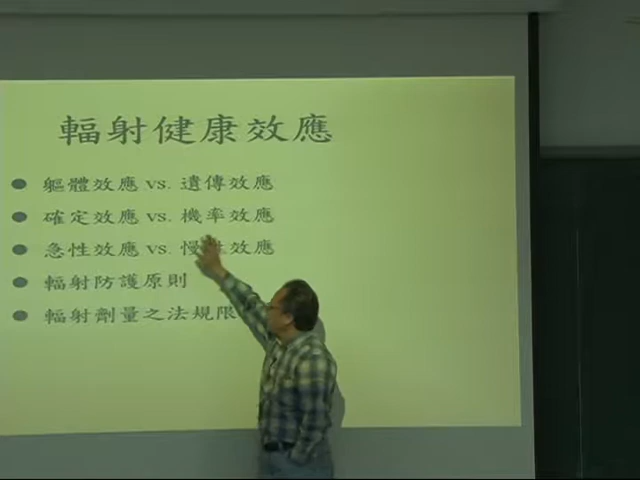 輻射健康效應
軀體效應 vs. 遺傳效應
確定效應 vs. 機率效應
急性效應 vs. 慢性效應
輻射防護原則
輻射劑量之法規限